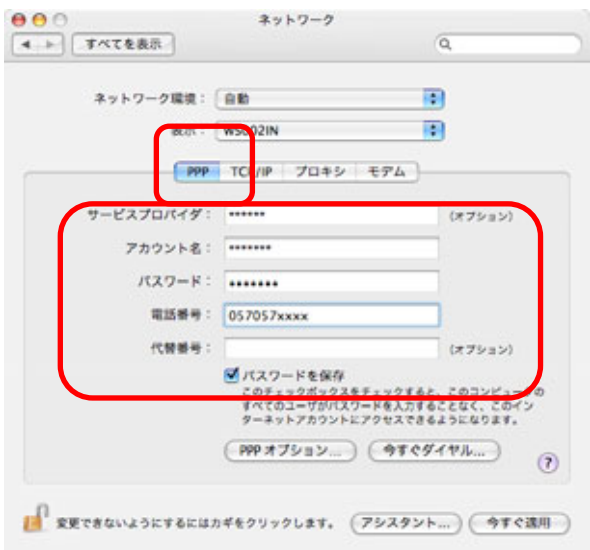 ネットワーク
すべてを表示
ネットワーク環境： 自動
表示： WS002IN
PPP TCP/IP プロキシ モデム
サービスプロバイダ： •••••• (オプション)
アカウント名： •••••••
パスワード： •••••••
電話番号： 057057xxxx
代替番号： (オプション)
パスワードを保存
このチェックボックスをチェックすると、このコンピュータの
すべてのユーザがパスワードを入力することなく、このイン
ターネットアカウントにアクセスできるようになります。
PPP オプション... 今すぐダイヤル...
?
変更できないようにするにはカギをクリックします。 アシスタント... 今すぐ適用